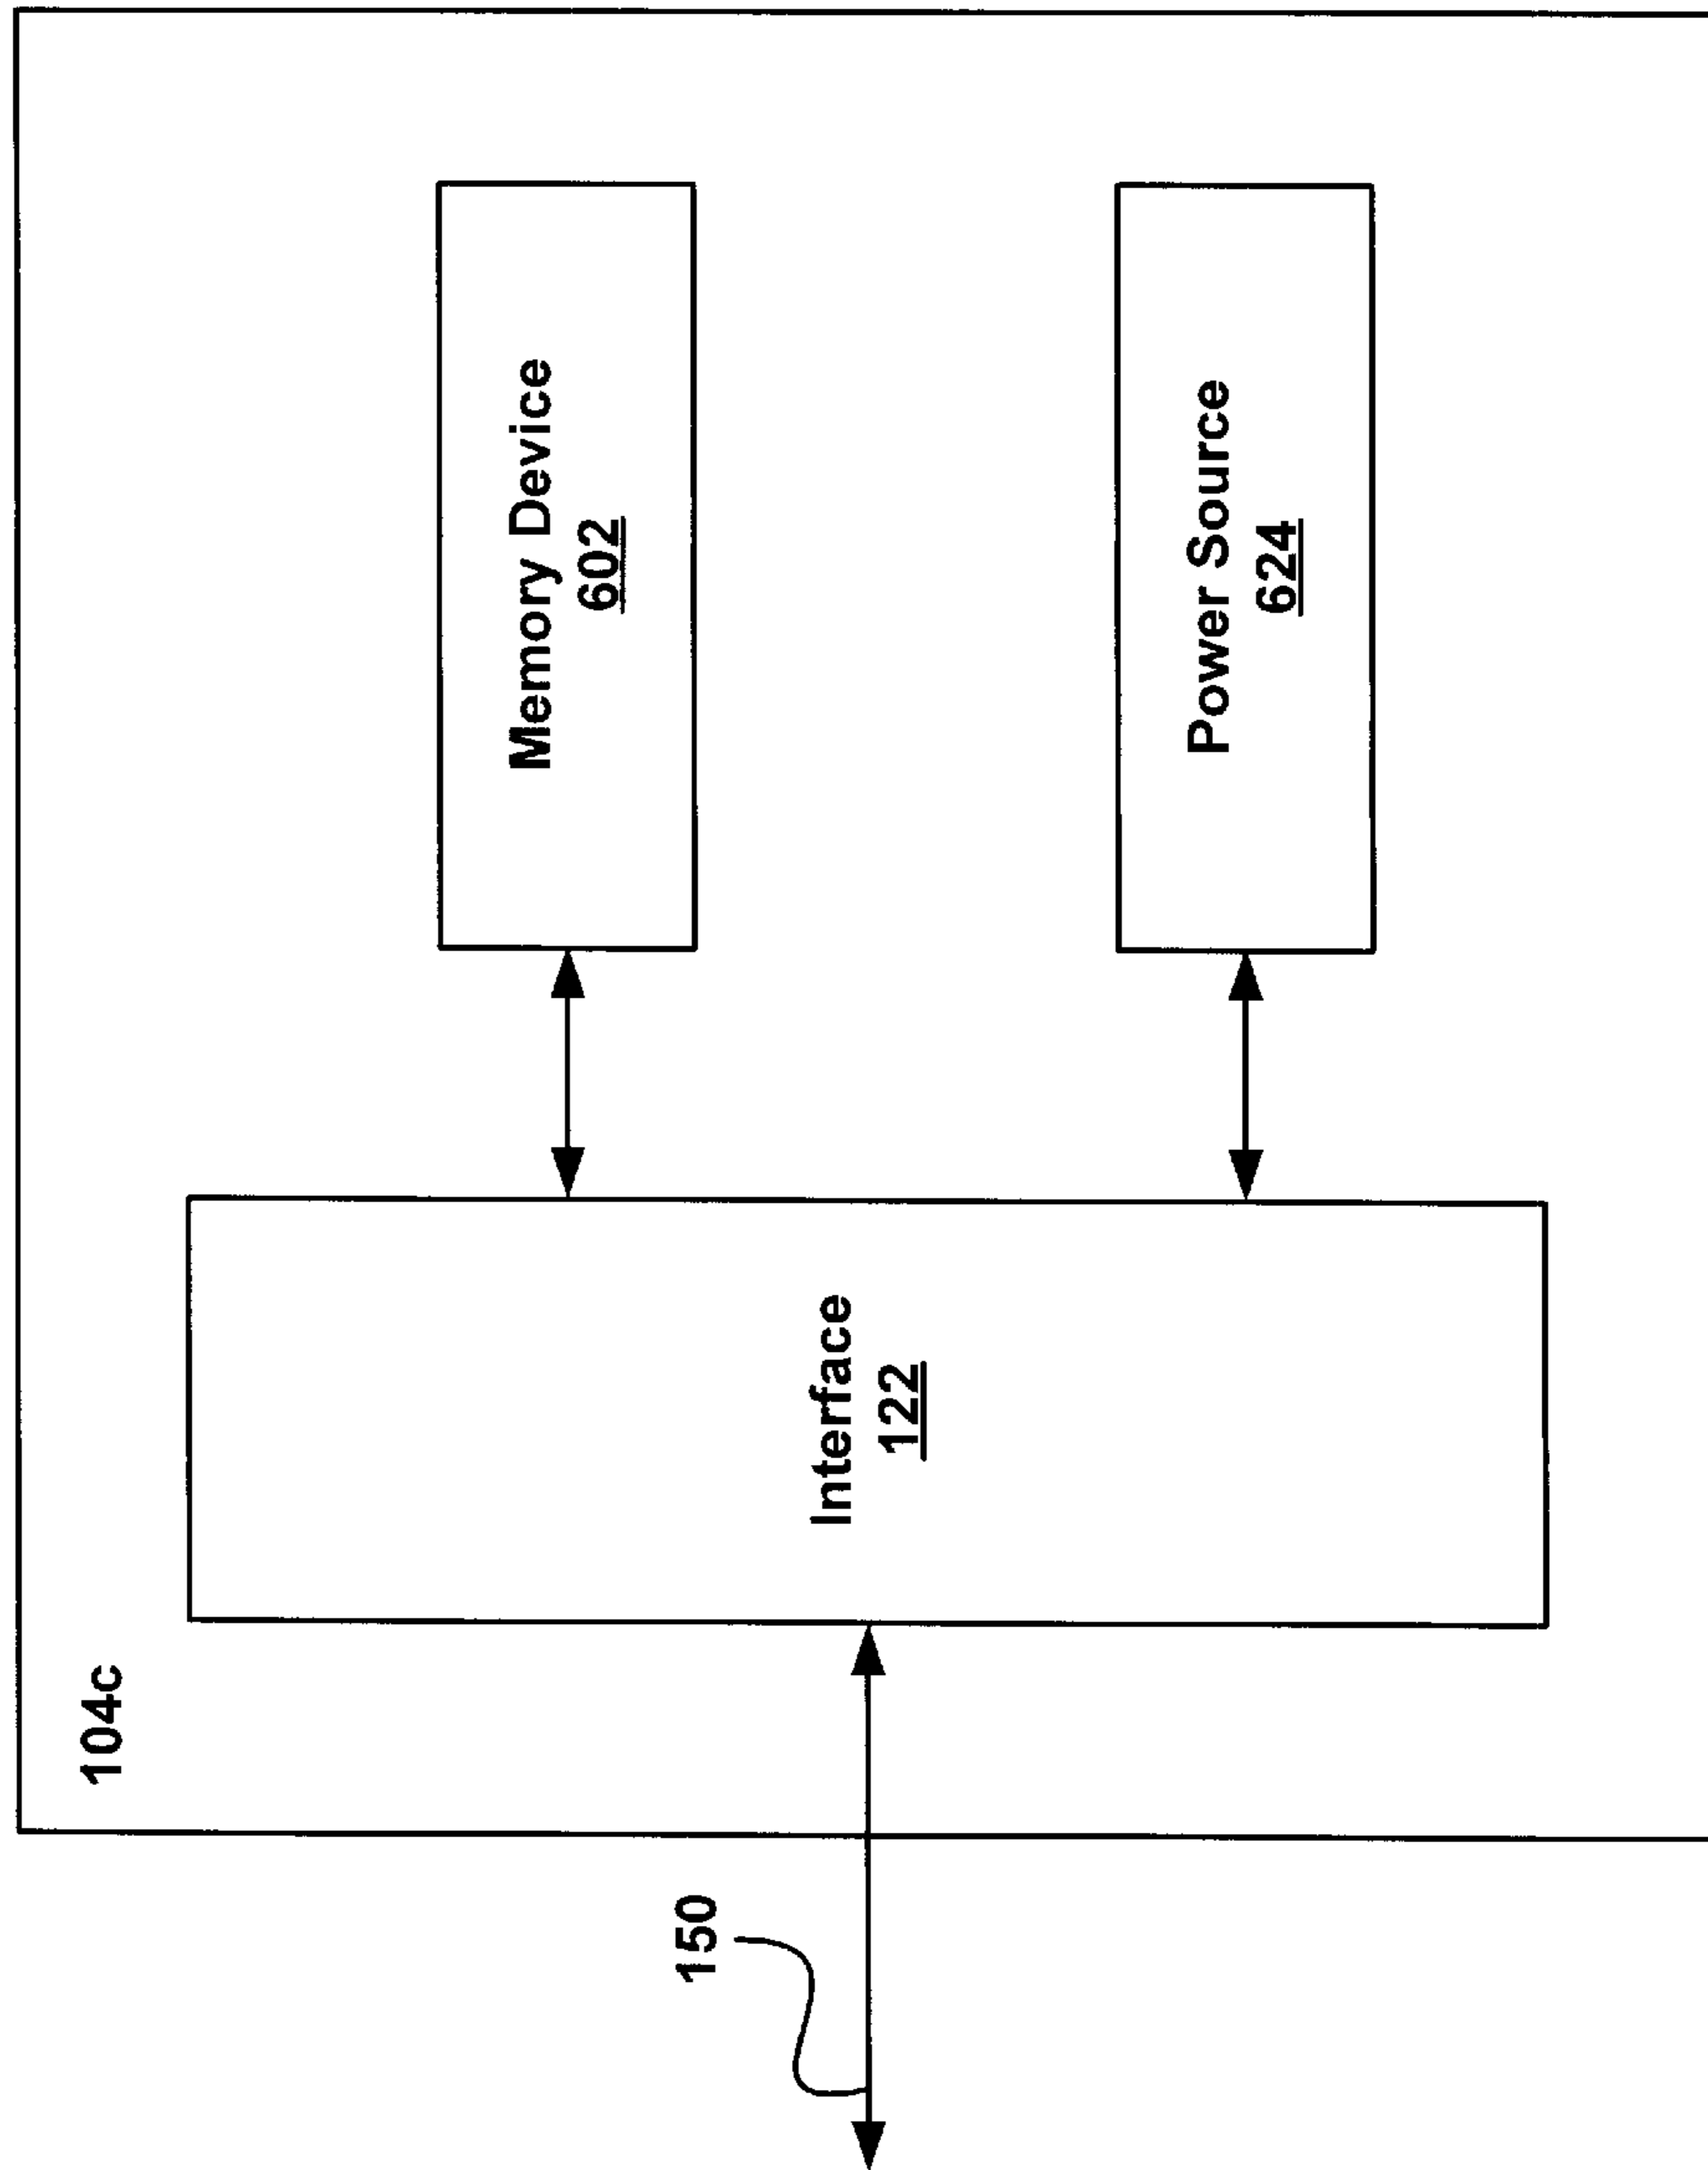 104c
150
Interface
122
Memory Device
602
Power Source
624